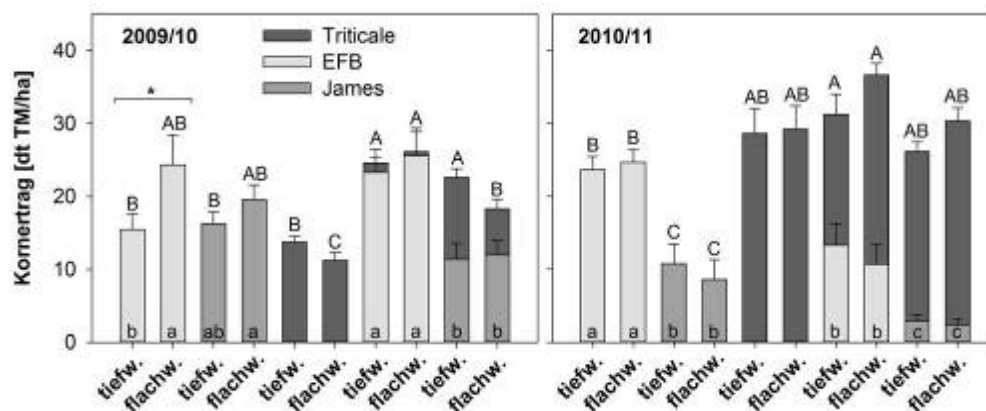 Kornertrag [dt TM/ha]
40
30
20
10
0
2009/10
Triticale
EFB
James
*
B
AB
B
AB
B
C
A
A
A
B
b
a
ab
a
a
a
b
b
tiefw.
flachw.
tiefw.
flachw.
tiefw.
flachw.
tiefw.
flachw.
tiefw.
flachw.
2010/11
B
B
C
C
AB
AB
A
A
AB
AB
a
a
b
b
b
b
c
c
tiefw.
flachw.
tiefw.
flachw.
tiefw.
flachw.
tiefw.
flachw.
tiefw.
flachw.